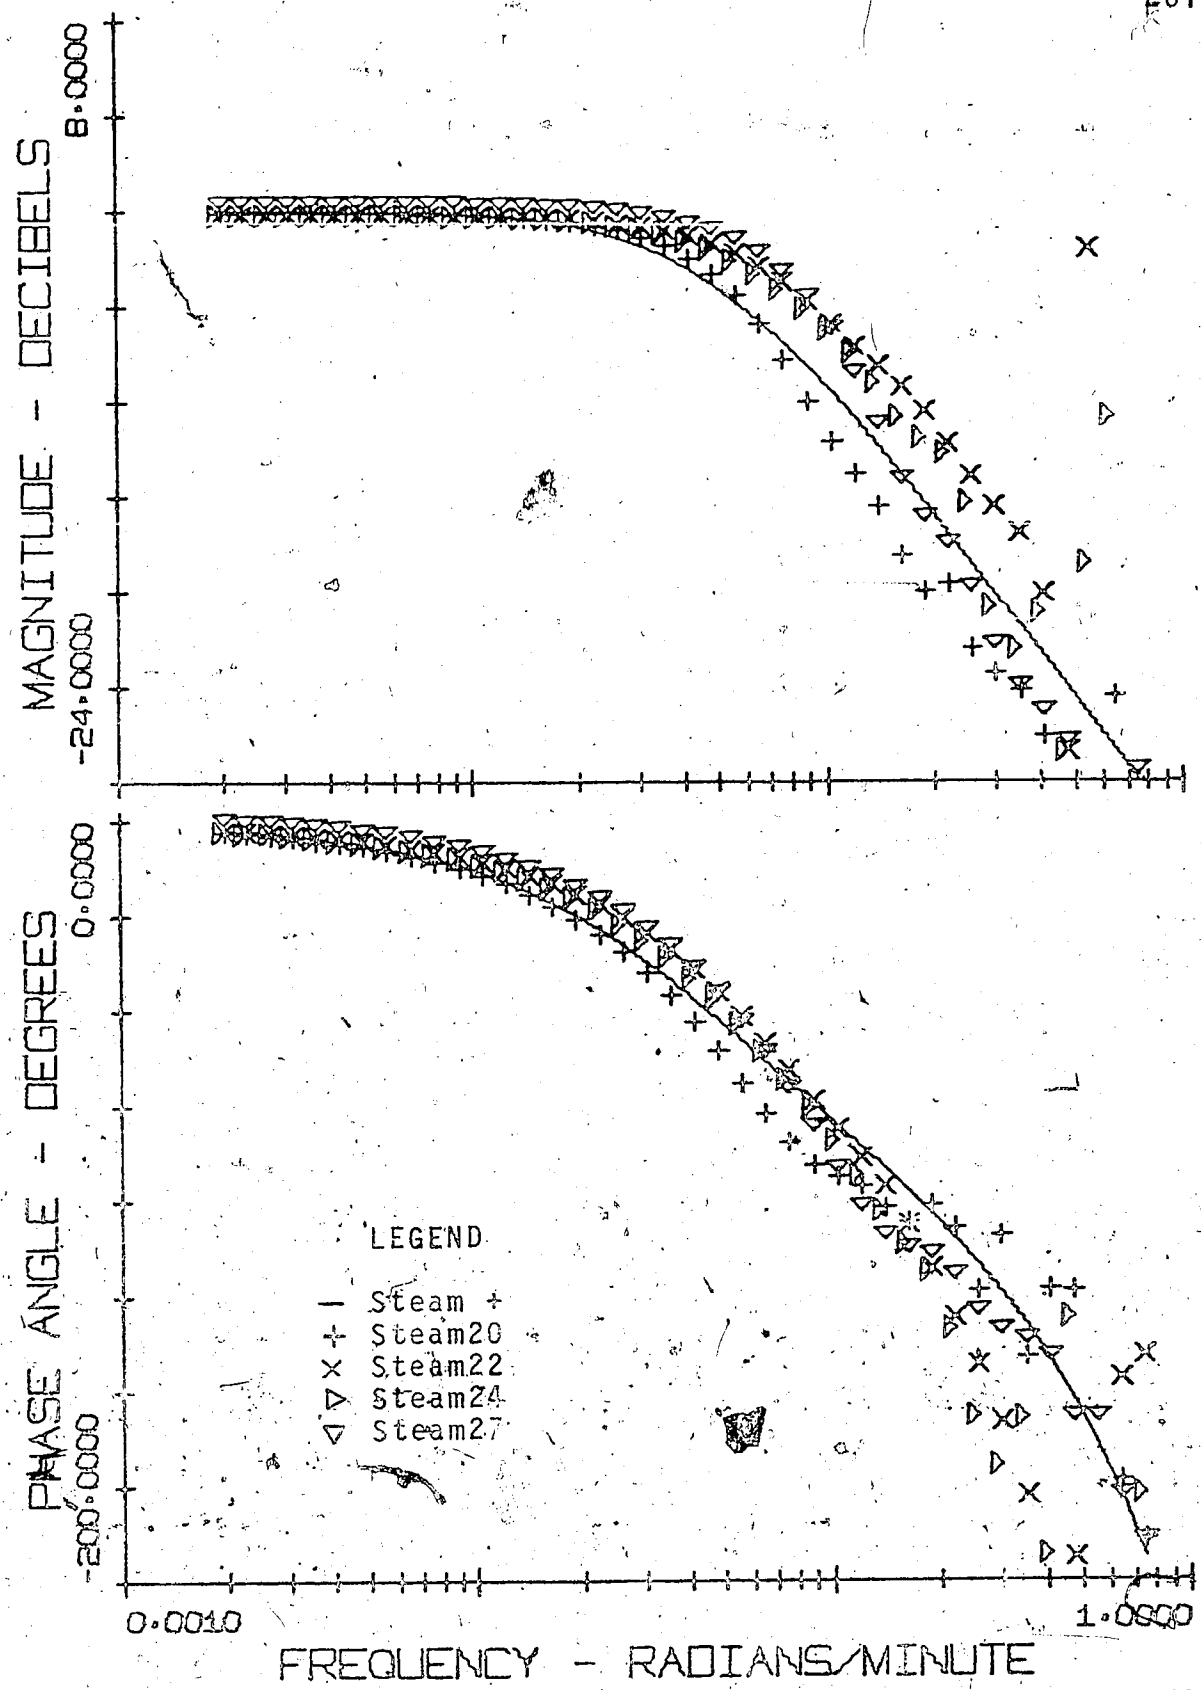 MAGNITUDE - DECIBELS
8.0000
-24.0000
PHASE ANGLE - DEGREES
0.0000
-200.0000
LEGEND
— Steam +
+ Steam20
× Steam22
▷ Steam24
▽ Steam27
0.0010
1.0000
FREQUENCY - RADIANS/MINUTE